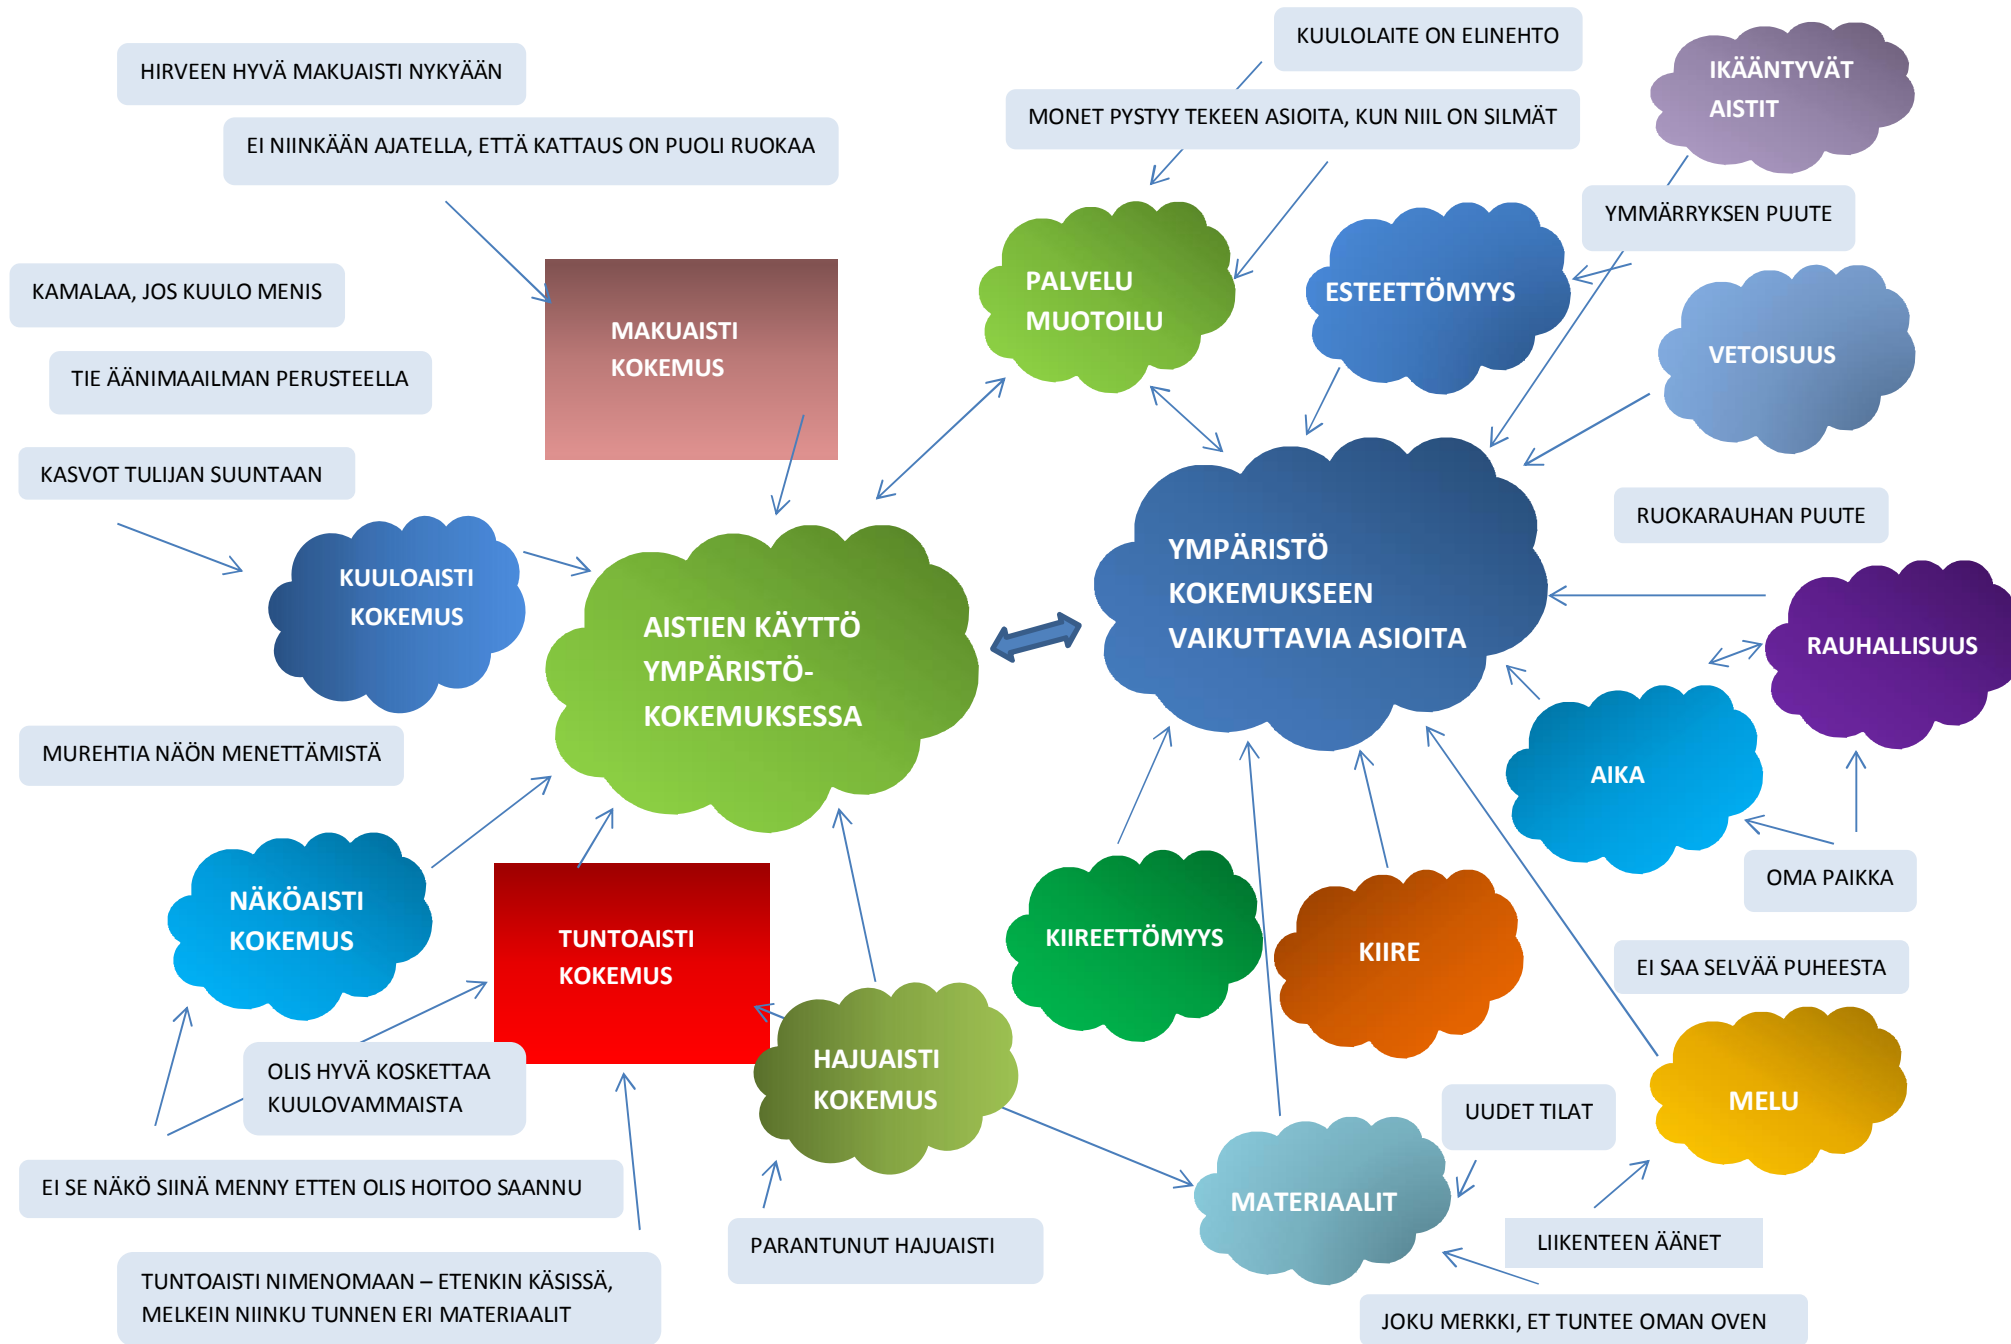 KUULOLAITE ON ELINEHTO
HIRVEEN HYVÄ MAKUAISTI NYKYÄÄN
IKÄÄNTYVÄT
AISTIT
MONET PYSTYY TEKEEN ASIOITA, KUN NIIL ON SILMÄT
EI NIINKÄÄN AJATELLA, ETTÄ KATTAUS ON PUOLI RUOKAA
YMMÄRRYKSEN PUUTE
KAMALAA, JOS KUULO MENIS
PALVELU
MUOTOILU
ESTEETTÖMYYS
MAKUAISTI
KOKEMUS
VETOISUUS
TIE ÄÄNIMAAILMAN PERUSTEELLA
KASVOT TULIJAN SUUNTAAN
RUOKARAUHAN PUUTE
KUULOAISTI
KOKEMUS
YMPÄRISTÖ
KOKEMUKSEEN
VAIKUTTAVIA ASIOITA
AISTIEN KÄYTTÖ
YMPÄRISTÖ-
KOKEMUKSESSA
RAUHALLISUUS
MUREHTIA NÄÖN MENETTÄMISTÄ
AIKA
OMA PAIKKA
NÄKÖAISTI
KOKEMUS
TUNTOAISTI
KOKEMUS
KIIREETTÖMYYS
KIIRE
EI SAA SELVÄÄ PUHEESTA
HAJUAISTI
KOKEMUS
OLIS HYVÄ KOSKETTAA
KUULOVAMMAISTA
MELU
UUDET TILAT
EI SE NÄKÖ SIINÄ MENNY ETTEN OLIS HOITOO SAANNU
MATERIAALIT
PARANTUNUT HAJUAISTI
LIIKENTEEN ÄÄNET
TUNTOAISTI NIMENOMAAN – ETENKIN KÄSISSÄ,
MELKEIN NIINKU TUNNEN ERI MATERIAALIT
JOKU MERKKI, ET TUNTEE OMAN OVEN